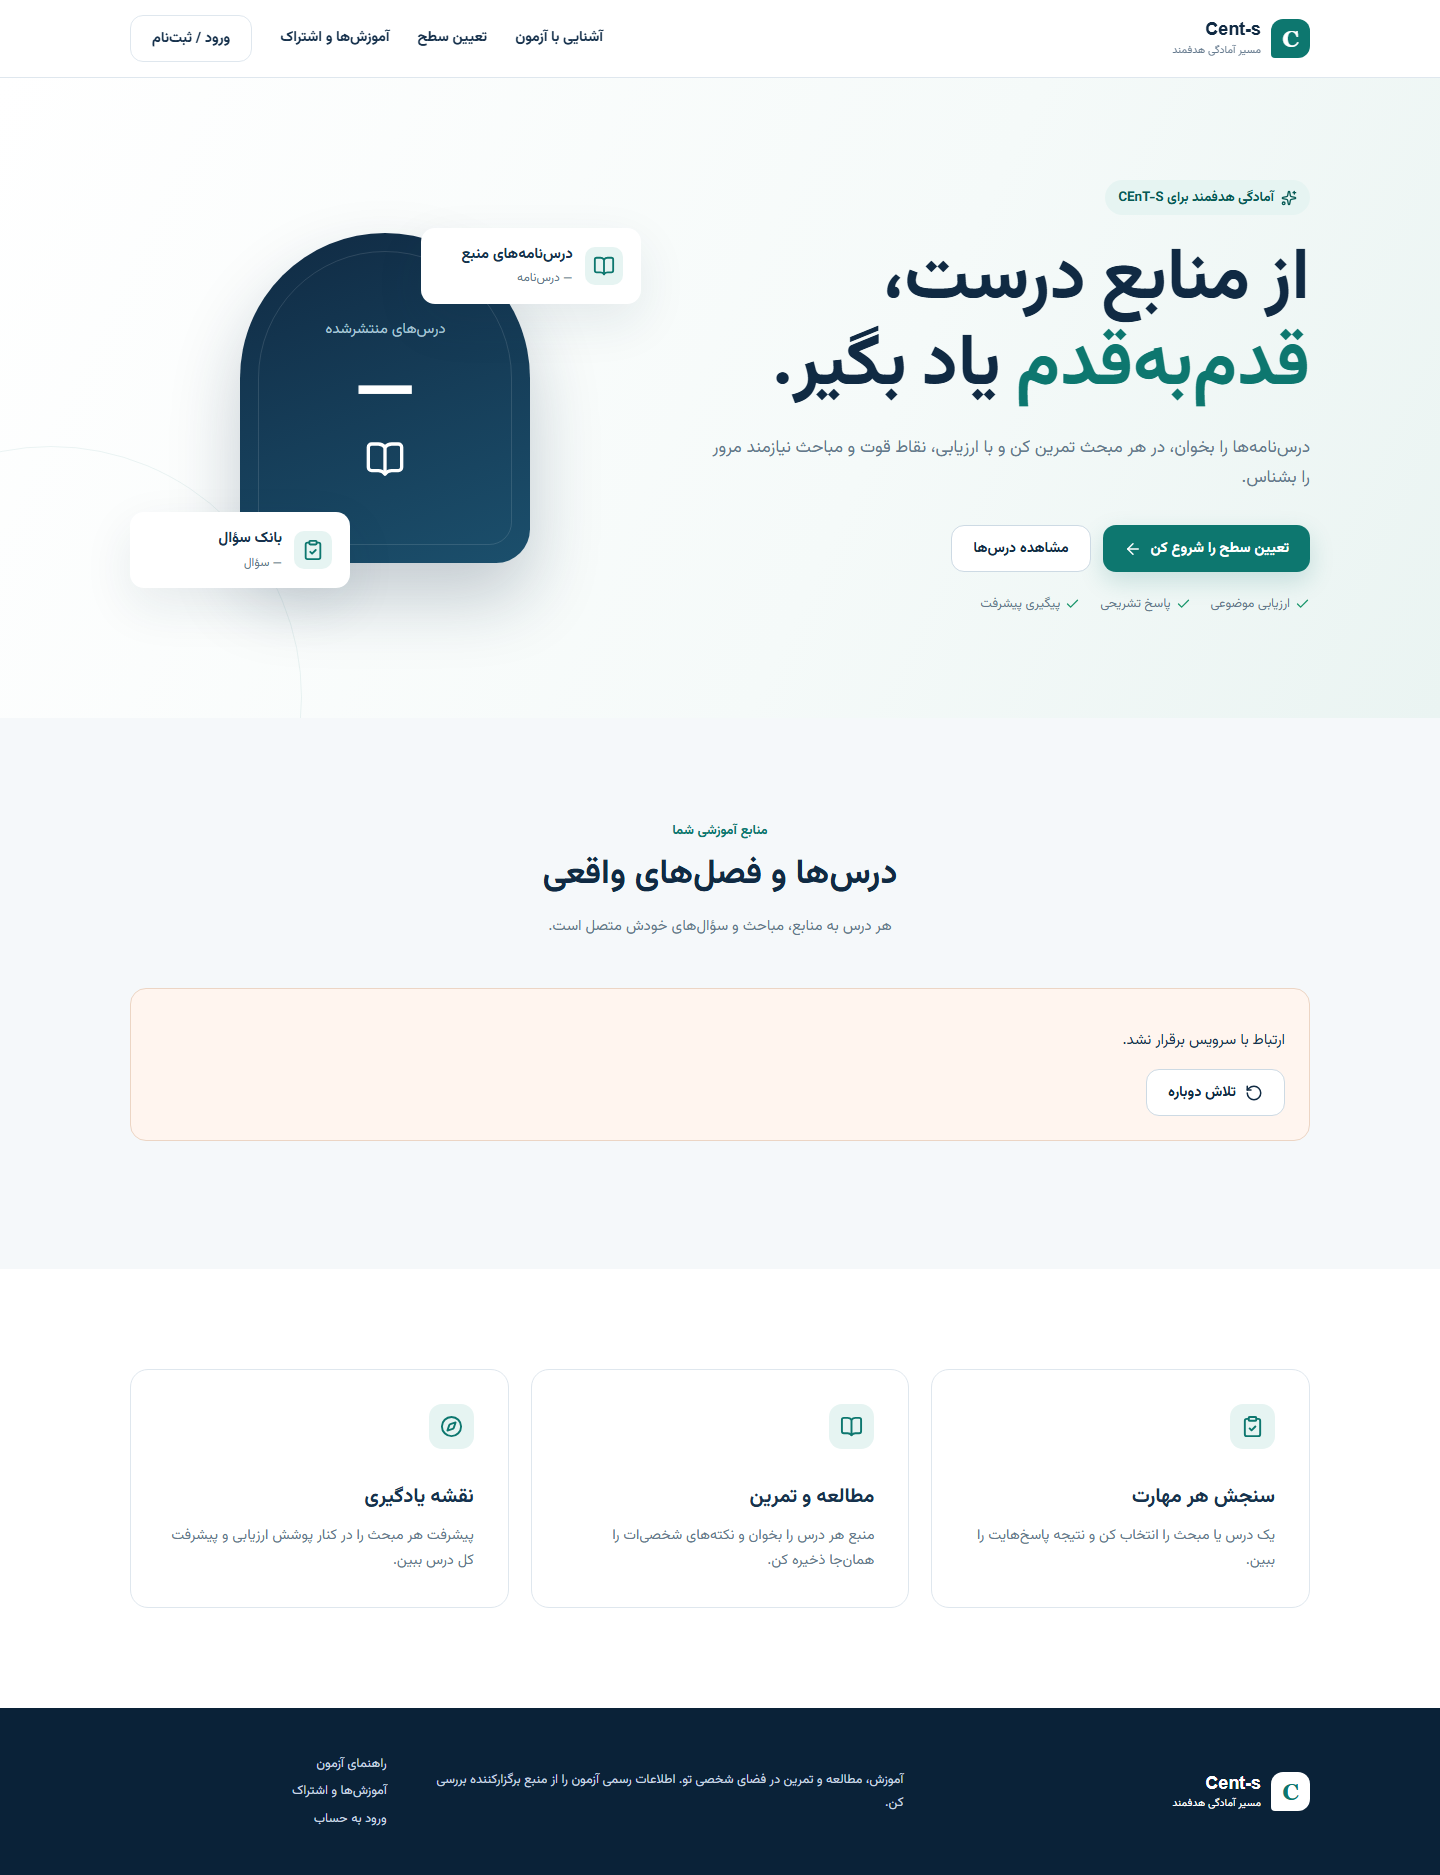 C
Cent-s
مسیر آمادگی هدفمند
آشنایی با آزمون
تعیین سطح
آموزش‌ها و اشتراک
ورود / ثبت‌نام
آمادگی هدفمند برای CEnT-S
از منابع درست،
قدم‌به‌قدم یاد بگیر.
درس‌نامه‌ها را بخوان، در هر مبحث تمرین کن و با ارزیابی، نقاط قوت و مباحث نیازمند مرور
را بشناس.
تعیین سطح را شروع کن
مشاهده درس‌ها
ارزیابی موضوعی
پاسخ تشریحی
پیگیری پیشرفت
درس‌نامه‌های منبع
— درس‌نامه
درس‌های منتشرشده
—
بانک سؤال
— سؤال
منابع آموزشی شما
درس‌ها و فصل‌های واقعی
هر درس به منابع، مباحث و سؤال‌های خودش متصل است.
ارتباط با سرویس برقرار نشد.
تلاش دوباره
سنجش هر مهارت
یک درس یا مبحث را انتخاب کن و نتیجه پاسخ‌هایت را
ببین.
مطالعه و تمرین
منبع هر درس را بخوان و نکته‌های شخصی‌ات را
همان‌جا ذخیره کن.
نقشه یادگیری
پیشرفت هر مبحث را در کنار پوشش ارزیابی و پیشرفت
کل درس ببین.
C
Cent-s
مسیر آمادگی هدفمند
آموزش، مطالعه و تمرین در فضای شخصی تو. اطلاعات رسمی آزمون را از منبع برگزارکننده بررسی
کن.
راهنمای آزمون
آموزش‌ها و اشتراک
ورود به حساب